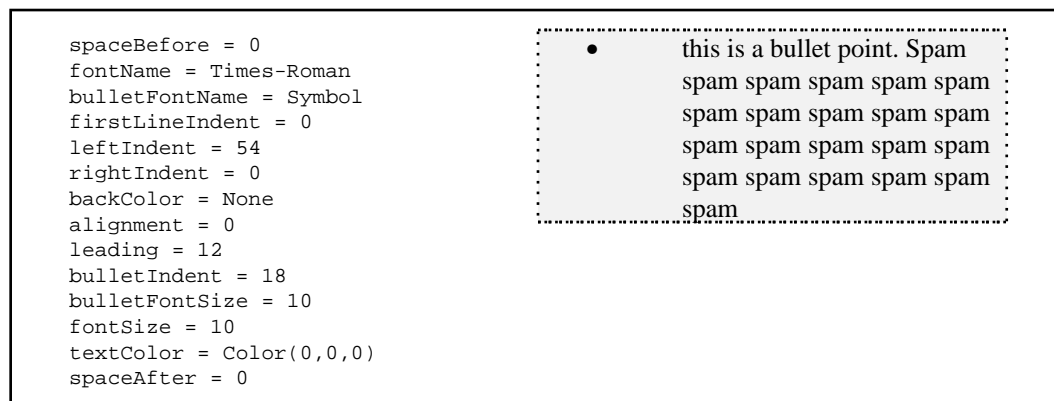 spaceBefore = 0
fontName = Times-Roman
bulletFontName = Symbol
firstLineIndent = 0
leftIndent = 54
rightIndent = 0
backColor = None
alignment = 0
leading = 12
bulletIndent = 18
bulletFontSize = 10
fontSize = 10
textColor = Color(0,0,0)
spaceAfter = 0
• this is a bullet point. Spam
spam spam spam spam spam
spam spam spam spam spam
spam spam spam spam spam
spam spam spam spam spam
spam